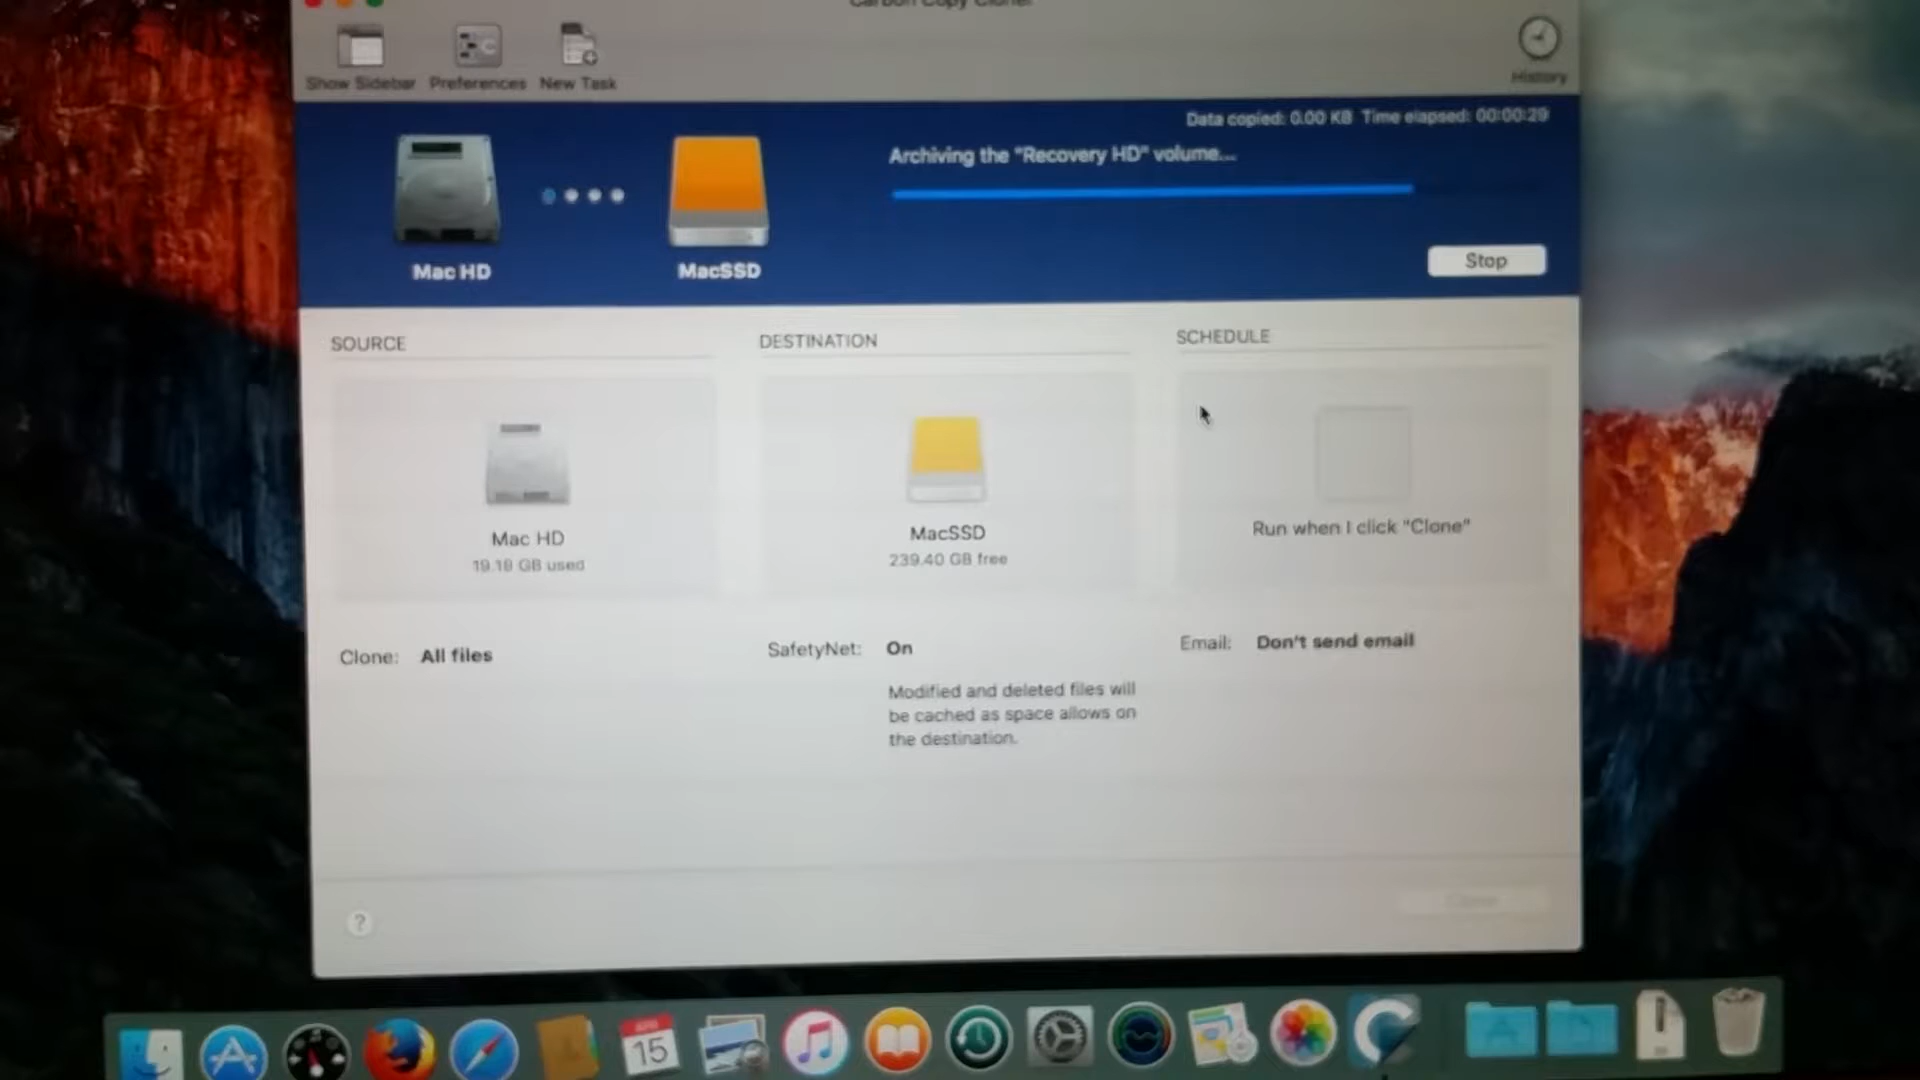 Carbon Copy Cloner
Show Sidebar Preferences New Task
History
Data copied: 0.00 KB Time elapsed: 00:00:29
Archiving the "Recovery HD" volume...
Stop
Mac HD
MacSSD
SOURCE
DESTINATION
SCHEDULE
Mac HD
19.18 GB used
MacSSD
239.40 GB free
Run when I click "Clone"
Clone: All files
SafetyNet: On
Modified and deleted files will
be cached as space allows on
the destination.
Email: Don't send email
?
15